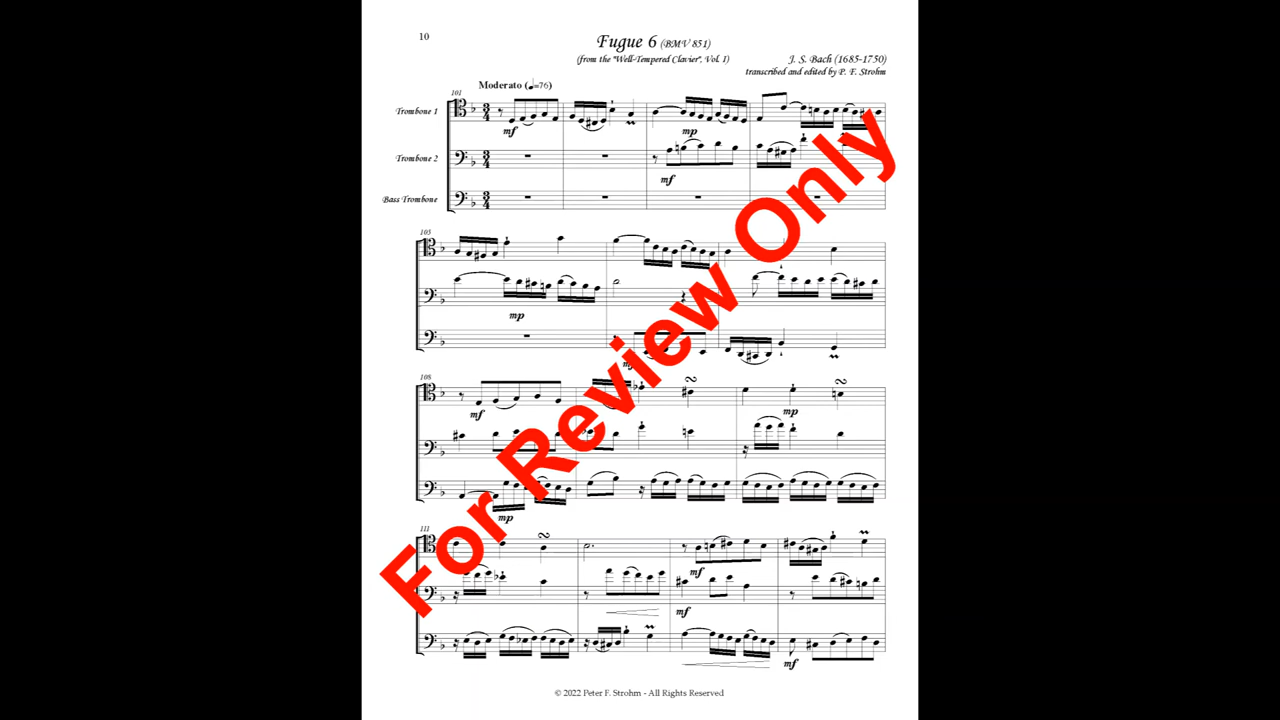 10
Fugue 6 (BMV 851)
(from the "Well-Tempered Clavier", Vol. 1)
J. S. Bach (1685-1750)
transcribed and edited by P. F. Strohm
Moderato (♩=76)
101
Trombone 1
mf
mp
Trombone 2
mf
Bass Trombone
105
mp
mf
108
mf
mp
mp
111
mf
mf
mf
For Review Only
© 2022 Peter F. Strohm - All Rights Reserved